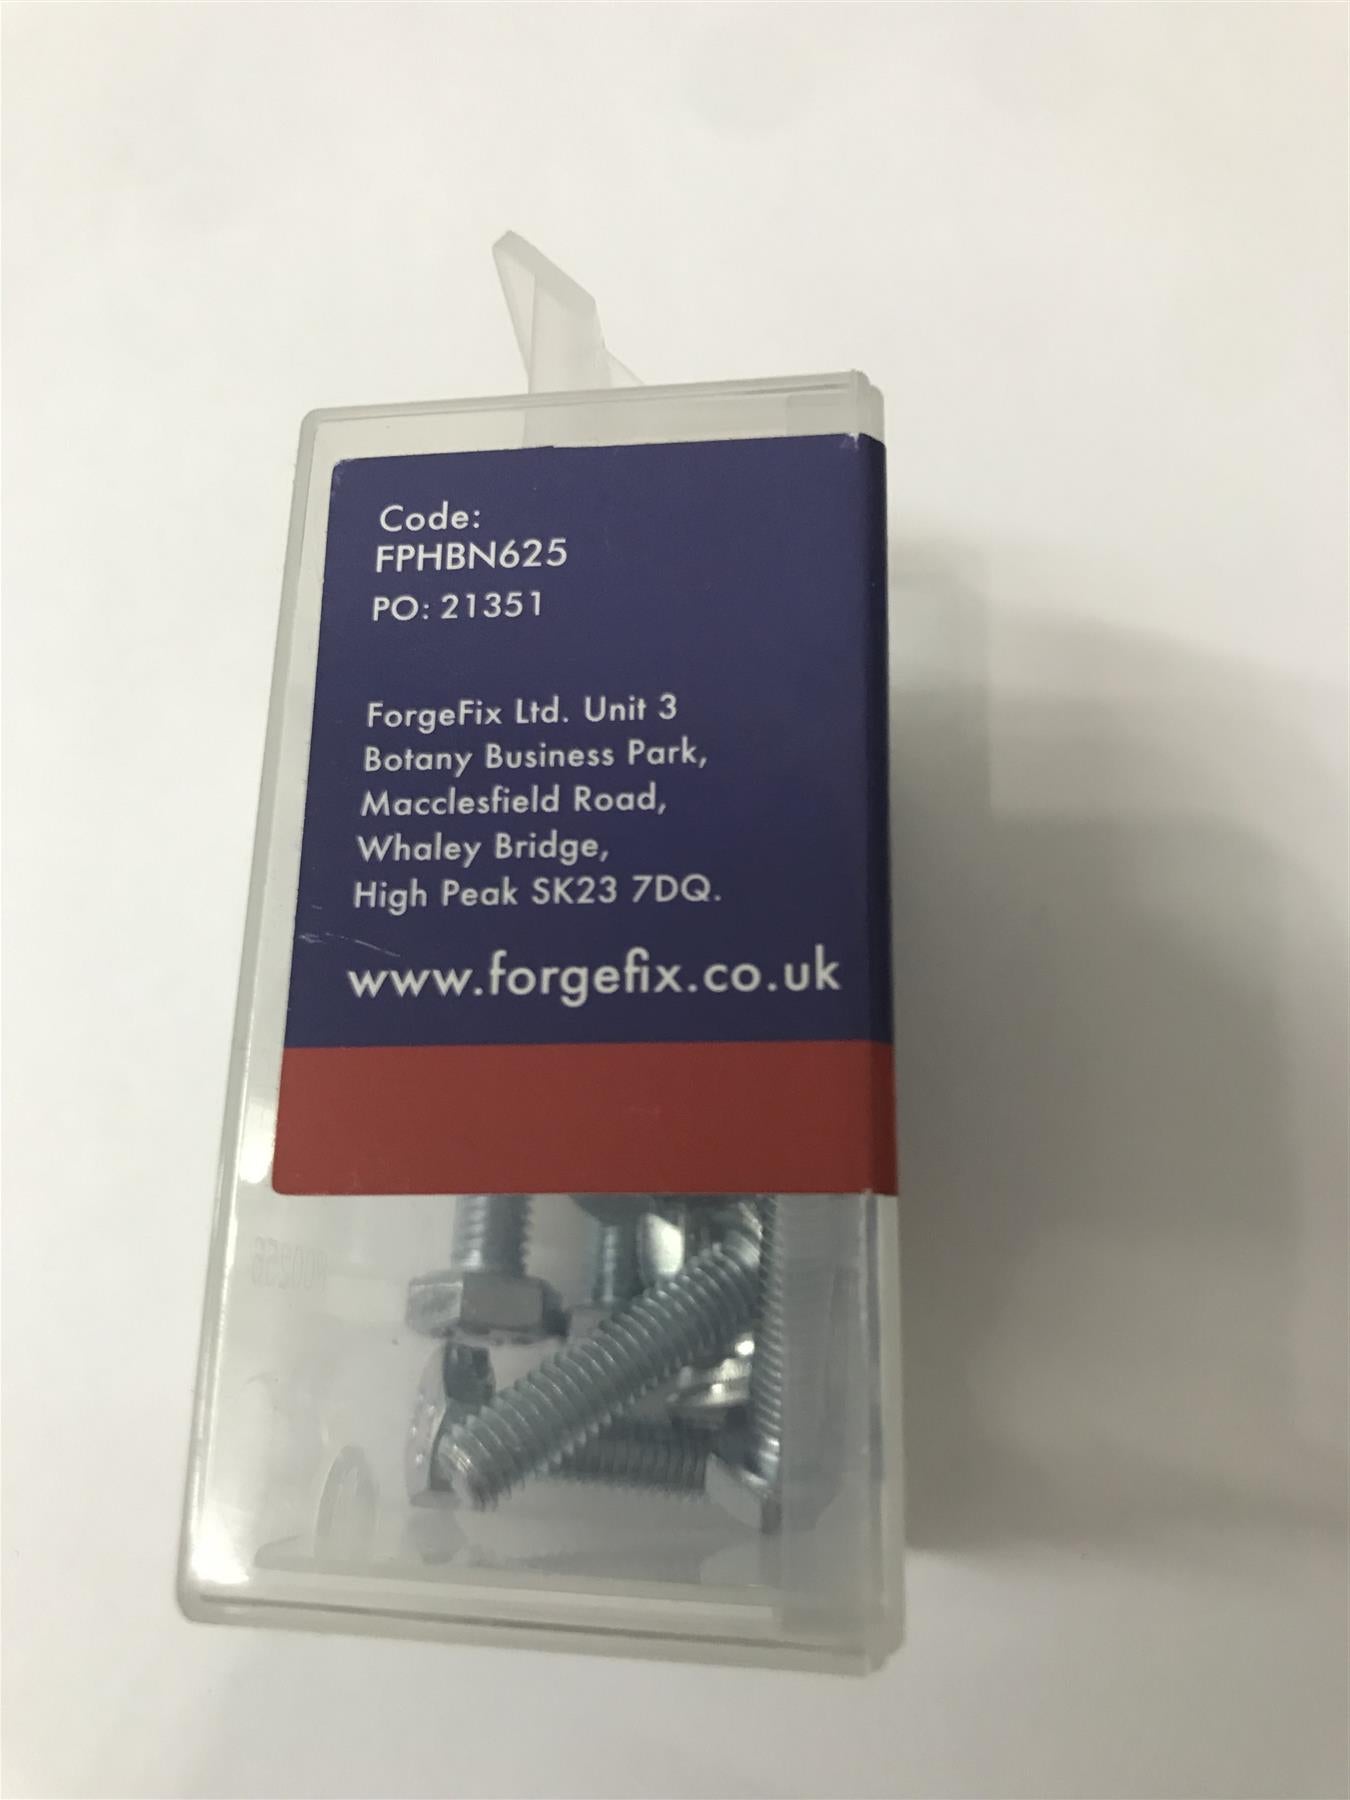 Code:
FPHBN625
PO: 21351
ForgeFix Ltd. Unit 3
Botany Business Park,
Macclesfield Road,
Whaley Bridge,
High Peak SK23 7DQ.
www.forgefix.co.uk